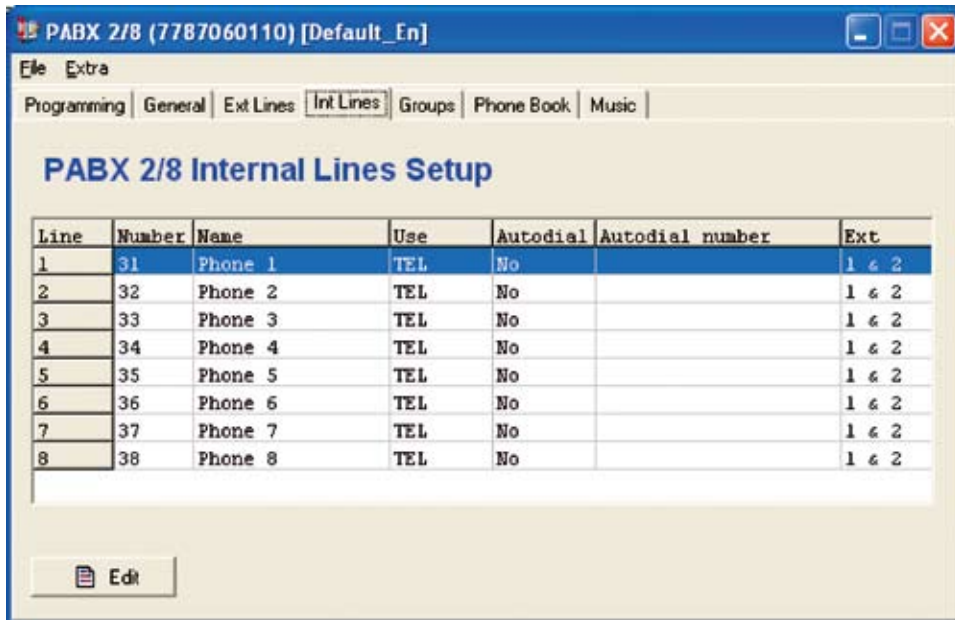 PABX 2/8 (7787060110) [Default_En]
File Extra
Programming General Ext Lines Int Lines Groups Phone Book Music
PABX 2/8 Internal Lines Setup
Line Number Name Use Autodial Autodial number Ext
1 31 Phone 1 TEL No 1 & 2
2 32 Phone 2 TEL No 1 & 2
3 33 Phone 3 TEL No 1 & 2
4 34 Phone 4 TEL No 1 & 2
5 35 Phone 5 TEL No 1 & 2
6 36 Phone 6 TEL No 1 & 2
7 37 Phone 7 TEL No 1 & 2
8 38 Phone 8 TEL No 1 & 2
Edit